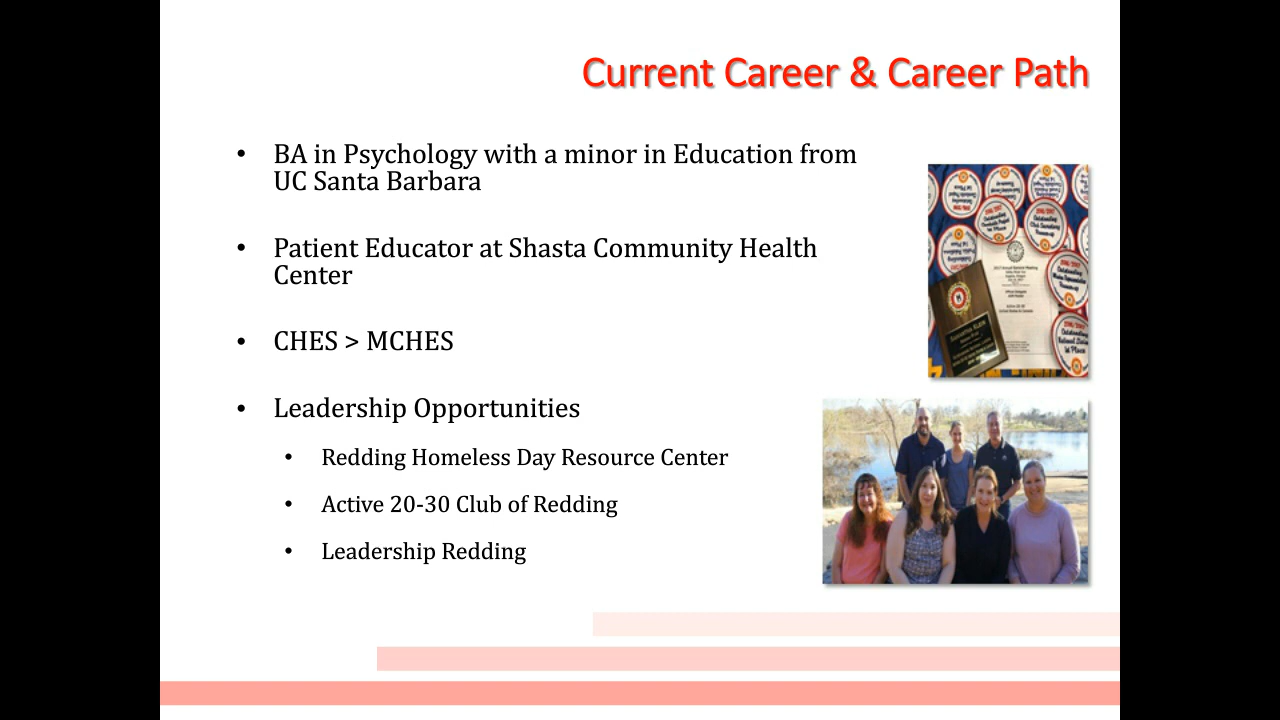 Current Career & Career Path
• BA in Psychology with a minor in Education from
UC Santa Barbara
• Patient Educator at Shasta Community Health
Center
• CHES > MCHES
• Leadership Opportunities
• Redding Homeless Day Resource Center
• Active 20-30 Club of Redding
• Leadership Redding